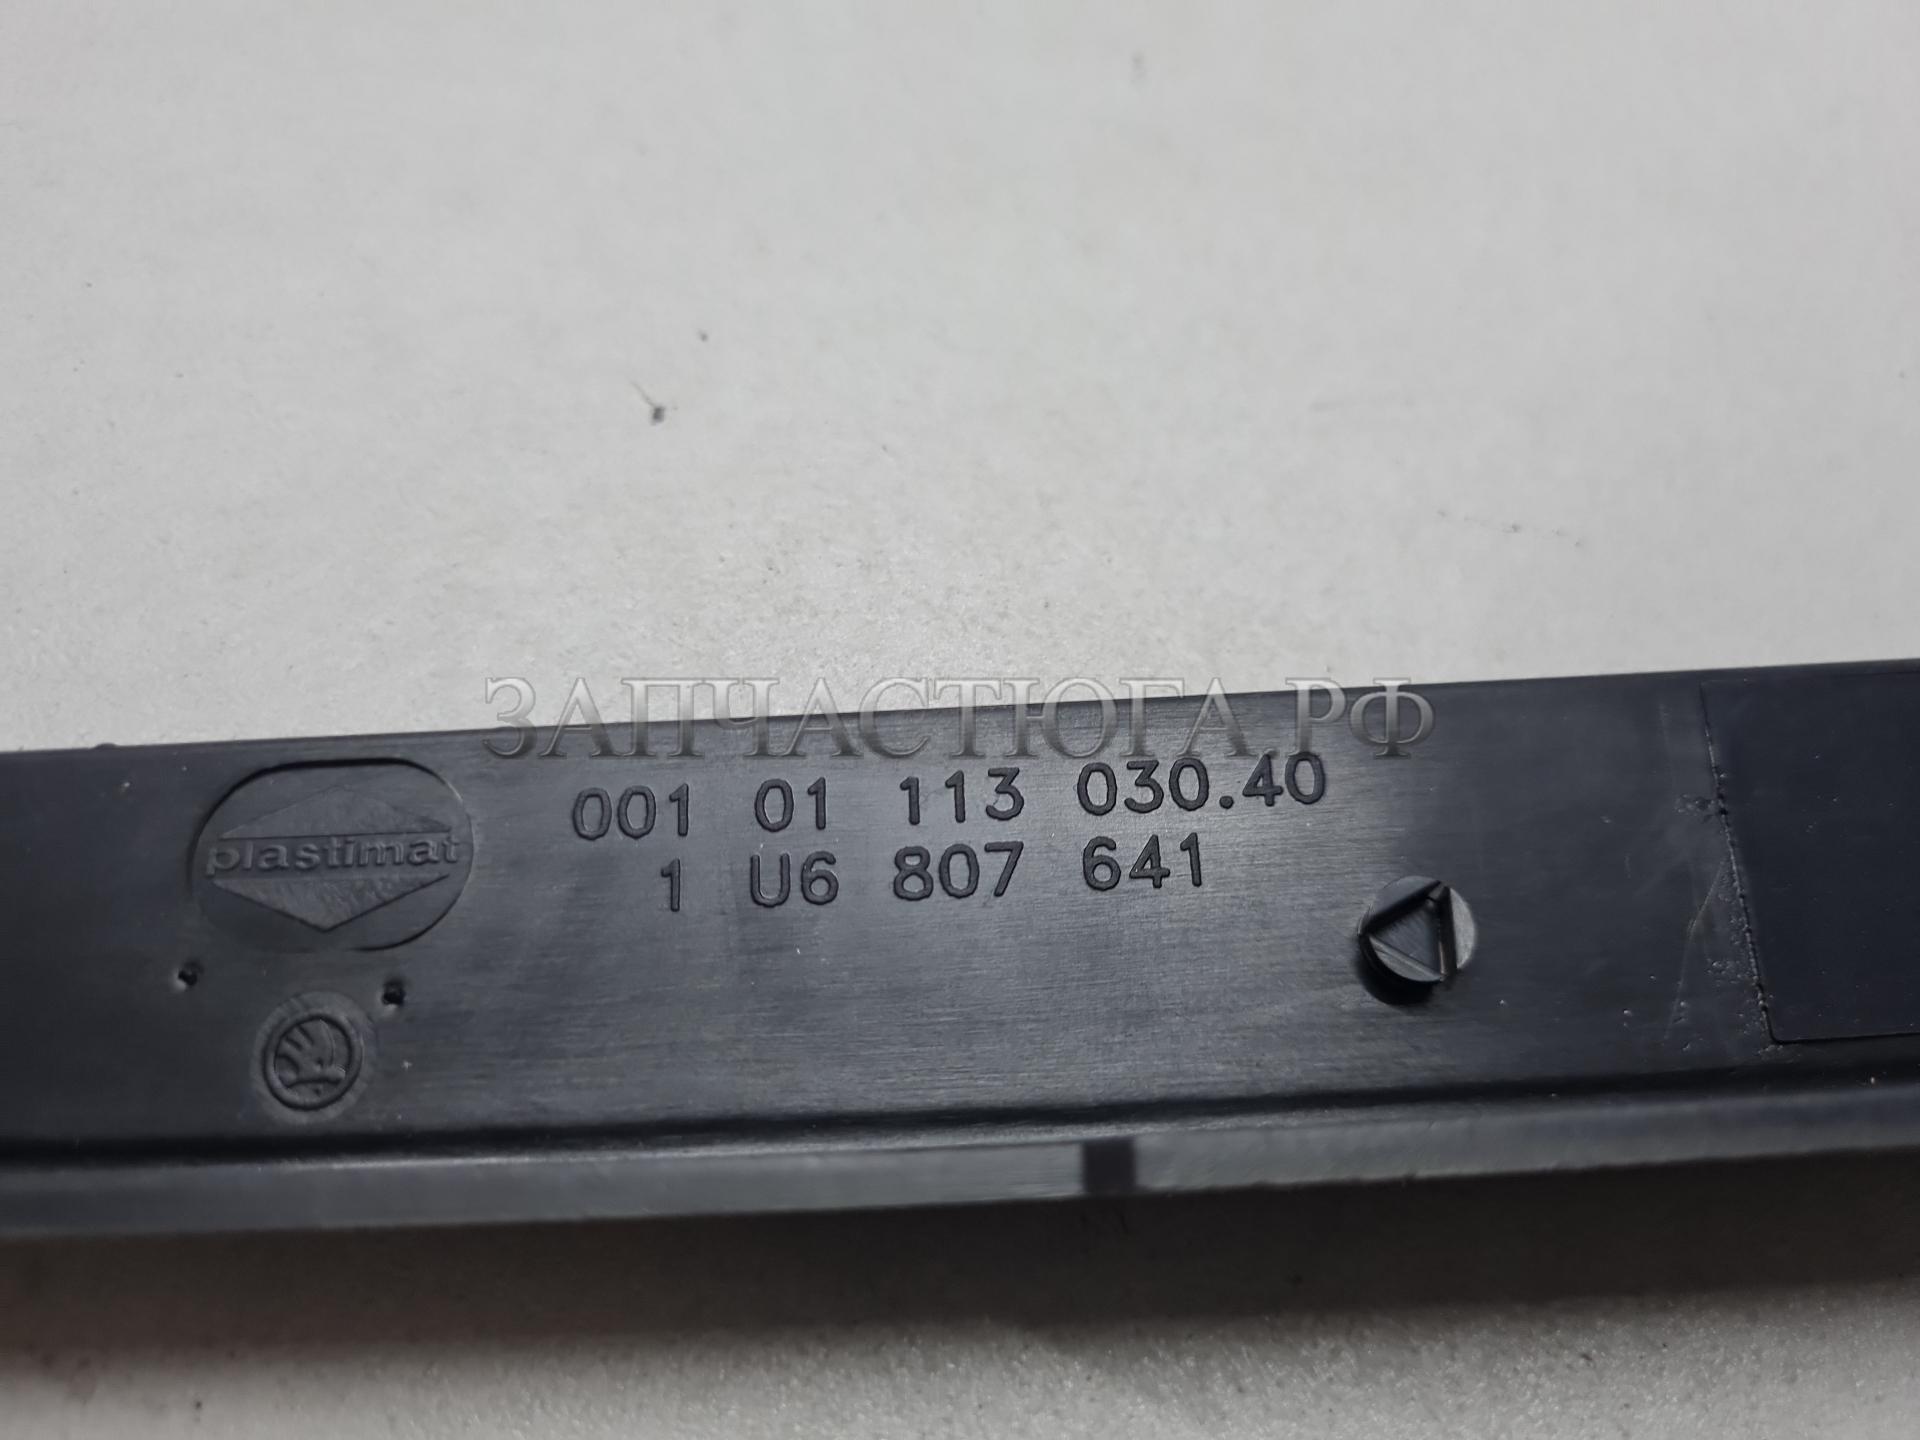 ЗАПЧАСТЮГА.РФ
001 01 113 030.40
plastimat
1 U6 807 641